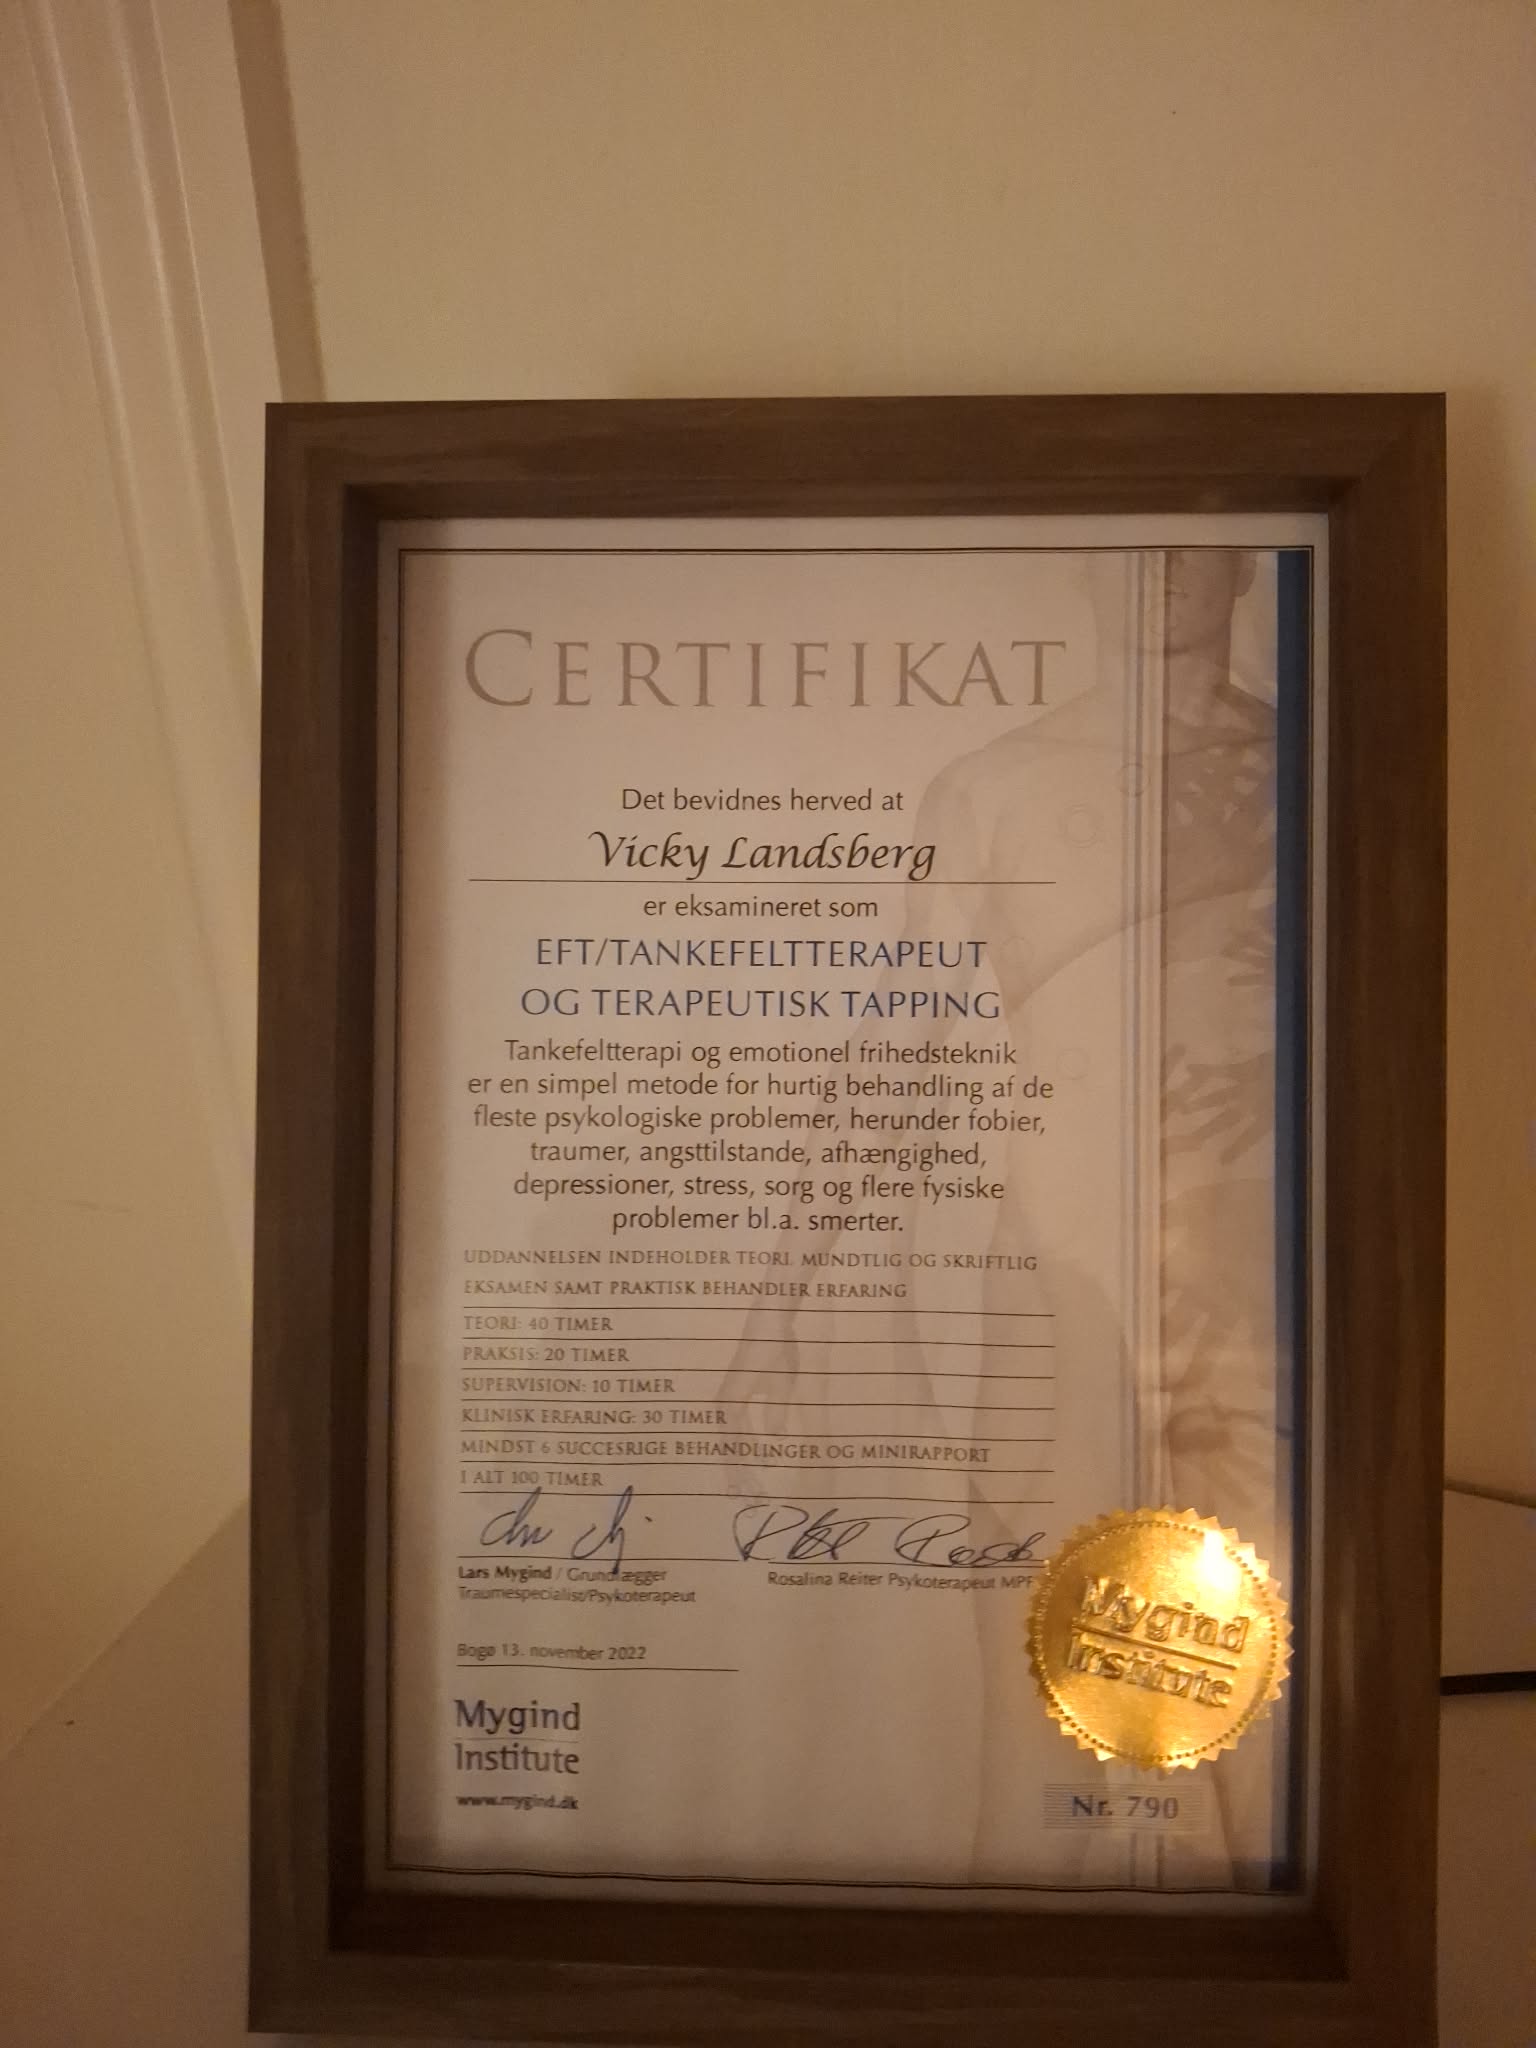 CERTIFIKAT
Det bevidnes herved at
Vicky Landsberg
er eksamineret som
EFT/TANKEFELTTERAPEUT
OG TERAPEUTISK TAPPING
Tankefeltterapi og emotionel frihedsteknik
er en simpel metode for hurtig behandling af de
fleste psykologiske problemer, herunder fobier,
traumer, angsttilstande, afhængighed,
depressioner, stress, sorg og flere fysiske
problemer bl.a. smerter.
UDDANNELSEN INDEHOLDER TEORI, MUNDTLIG OG SKRIFTLIG
EKSAMEN SAMT PRAKTISK BEHANDLER ERFARING
TEORI: 40 TIMER
PRAKSIS: 20 TIMER
SUPERVISION: 10 TIMER
KLINISK ERFARING: 30 TIMER
MINDST 6 SUCCESRIGE BEHANDLINGER OG MINIRAPPORT
I ALT 100 TIMER
Lars Mygind / Grundlægger
Traumespecialist/Psykoterapeut
Rosalina Reiter Psykoterapeut MPF
Bogø 13. november 2022
Mygind
Institute
www.mygind.dk
Mygind
Institute
Nr. 790